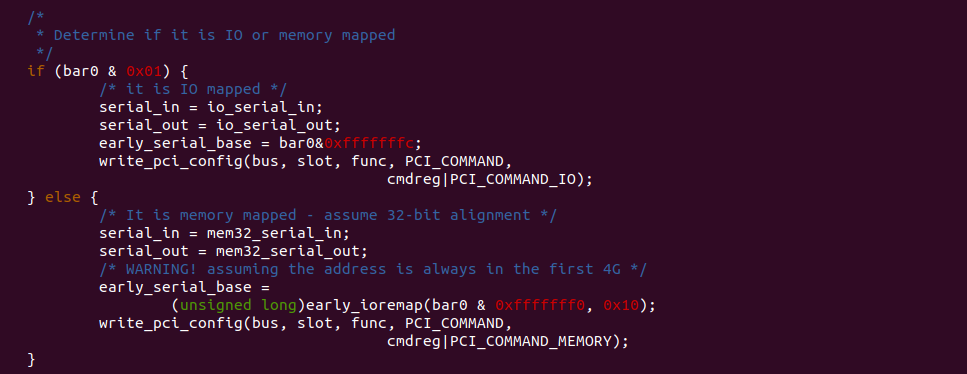 /*
 * Determine if it is IO or memory mapped
 */
if (bar0 & 0x01) {
        /* it is IO mapped */
        serial_in = io_serial_in;
        serial_out = io_serial_out;
        early_serial_base = bar0&0xfffffffc;
        write_pci_config(bus, slot, func, PCI_COMMAND,
                                        cmdreg|PCI_COMMAND_IO);
} else {
        /* It is memory mapped - assume 32-bit alignment */
        serial_in = mem32_serial_in;
        serial_out = mem32_serial_out;
        /* WARNING! assuming the address is always in the first 4G */
        early_serial_base =
                (unsigned long)early_ioremap(bar0 & 0xfffffff0, 0x10);
        write_pci_config(bus, slot, func, PCI_COMMAND,
                                        cmdreg|PCI_COMMAND_MEMORY);
}